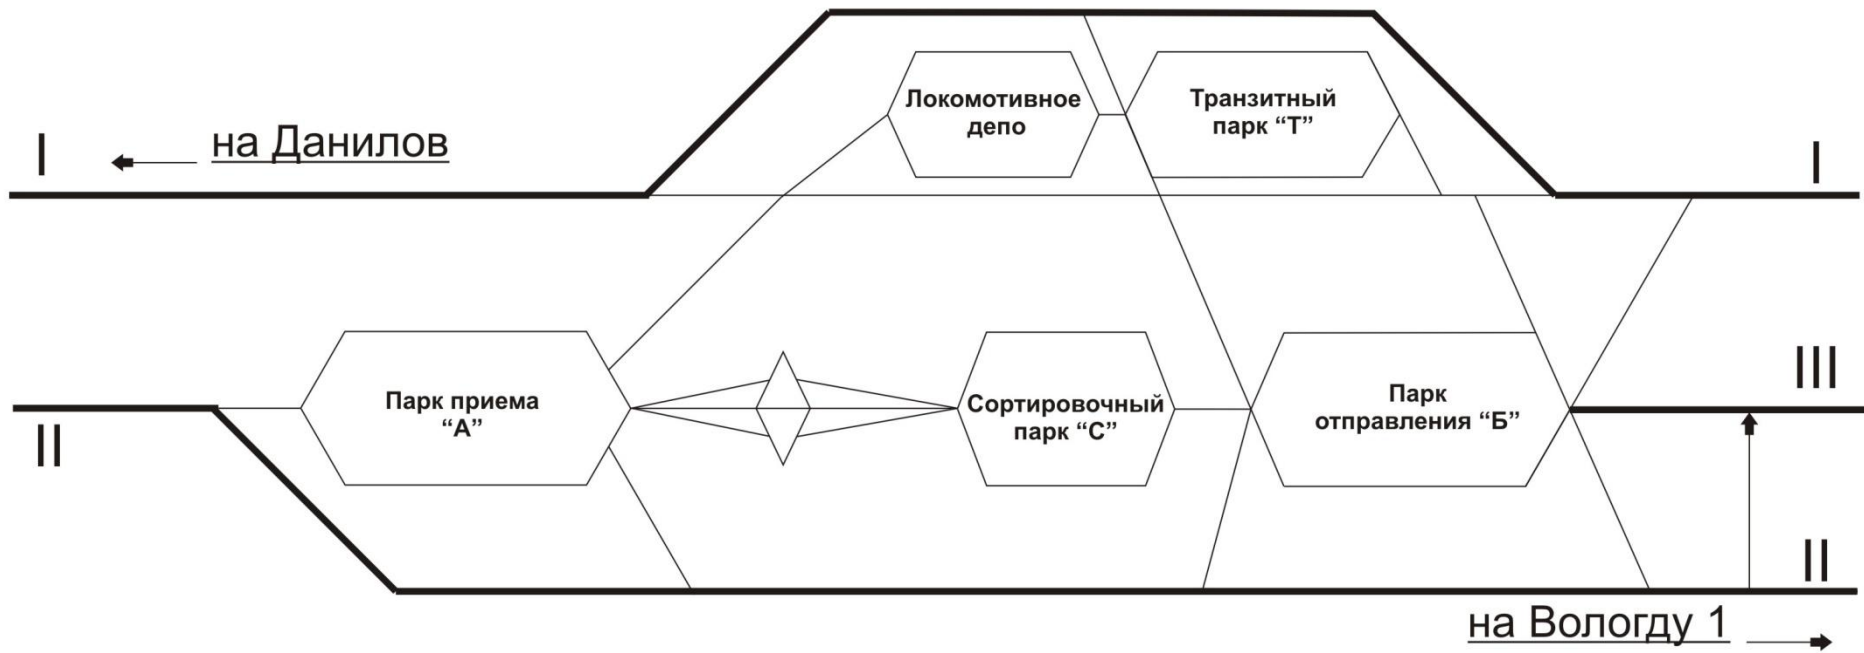 Локомотивное
депо
Транзитный
парк “Т”
I
на Данилов
I
Парк приема
“А”
Сортировочный
парк “С”
Парк
отправления “Б”
III
II
II
на Вологду 1